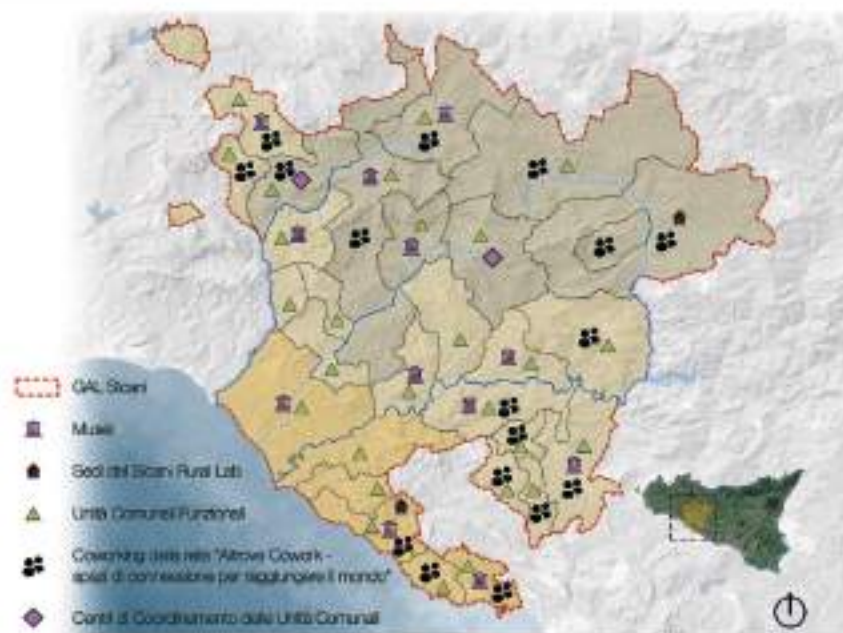 GAL Sicani
Musei
Sedi del Sicani Rural Lab
Unità Comunali Funzionali
Coworking della rete "Altrove Cowork -
spazi di connessione per raggiungere il mondo"
Centri di Coordinamento delle Unità Comunali